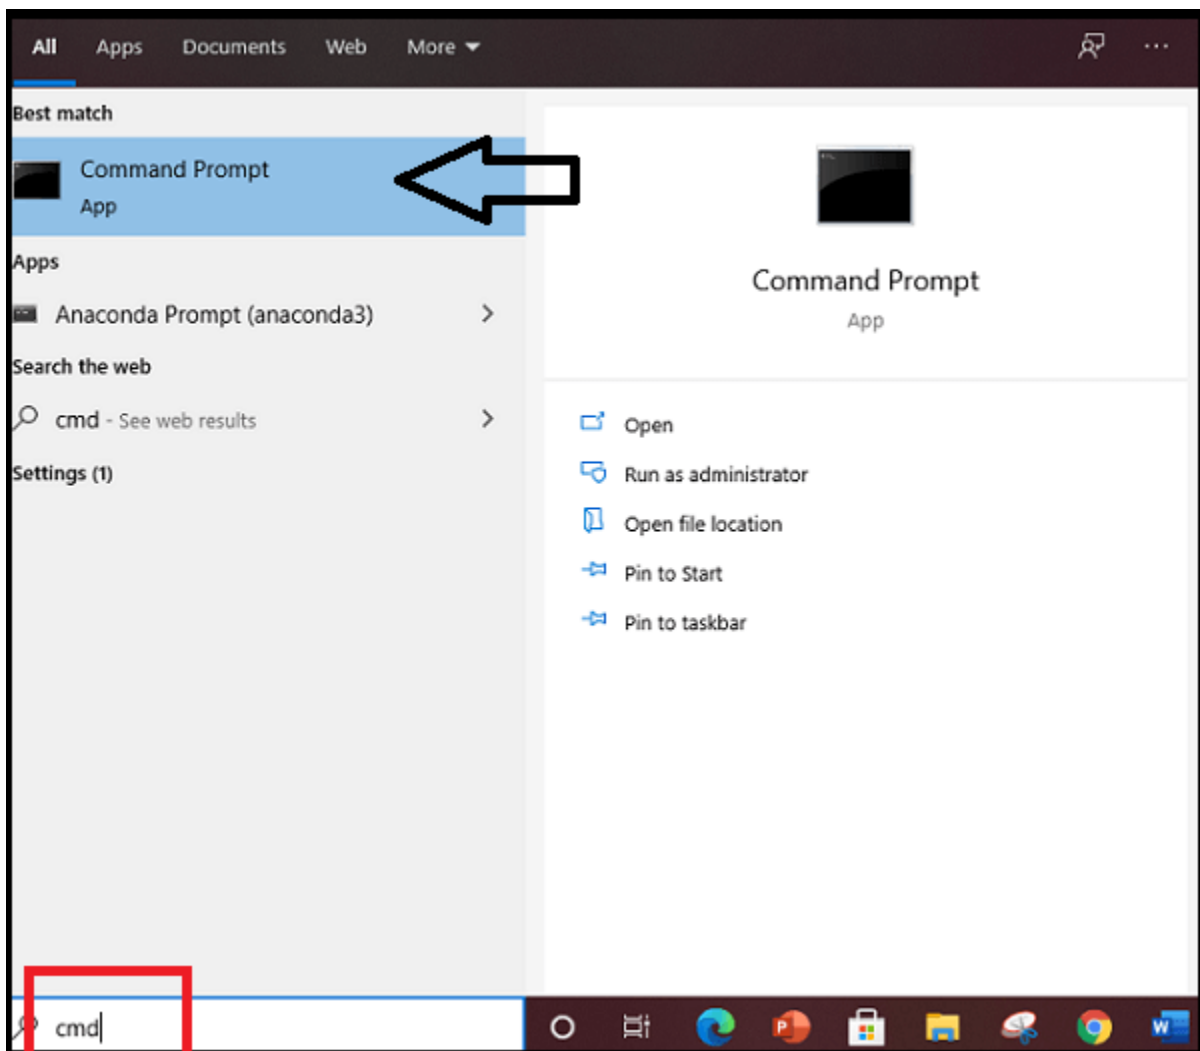 All Apps Documents Web More
Best match
Command Prompt
App
Apps
Anaconda Prompt (anaconda3)
Search the web
cmd - See web results
Settings (1)
Command Prompt
App
Open
Run as administrator
Open file location
Pin to Start
Pin to taskbar
cmd
P
W